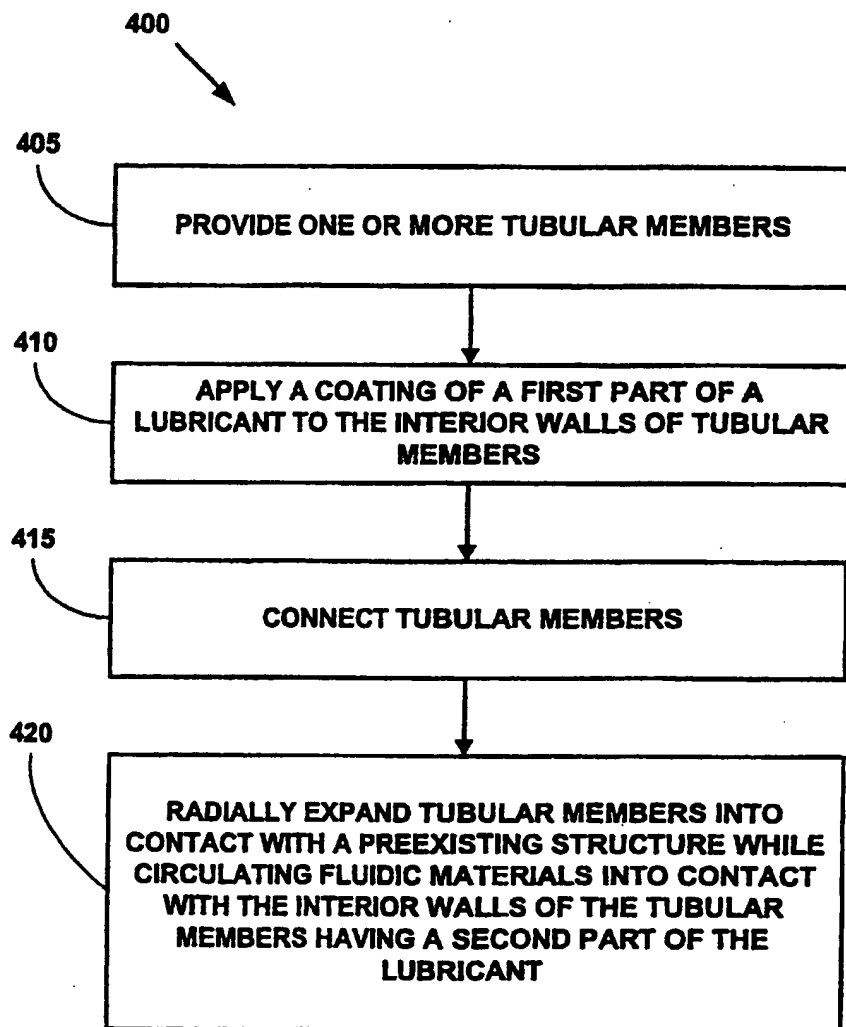 400
405
PROVIDE ONE OR MORE TUBULAR MEMBERS
410
APPLY A COATING OF A FIRST PART OF A
LUBRICANT TO THE INTERIOR WALLS OF TUBULAR
MEMBERS
415
CONNECT TUBULAR MEMBERS
420
RADIALLY EXPAND TUBULAR MEMBERS INTO
CONTACT WITH A PREEXISTING STRUCTURE WHILE
CIRCULATING FLUIDIC MATERIALS INTO CONTACT
WITH THE INTERIOR WALLS OF THE TUBULAR
MEMBERS HAVING A SECOND PART OF THE
LUBRICANT